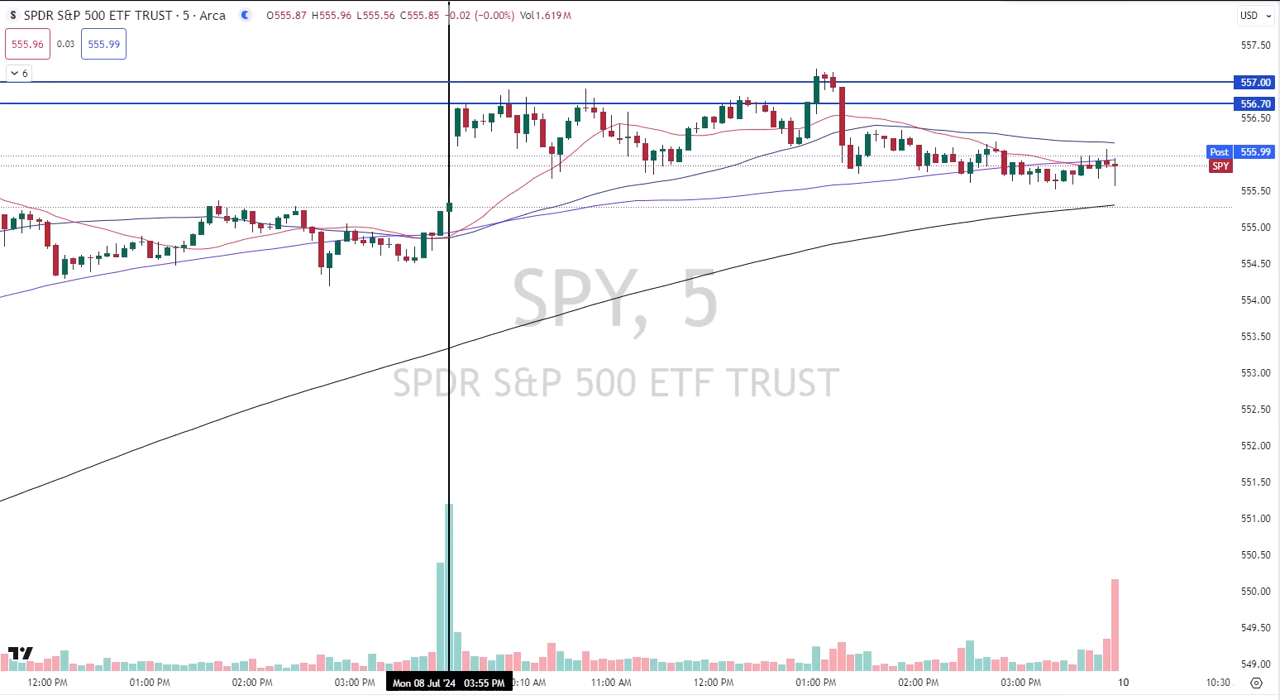 S SPDR S&P 500 ETF TRUST · 5 · Arca O555.87 H555.96 L555.56 C555.85 -0.02 (-0.00%) Vol1.619 M
USD
555.96 0.03 555.99
6
557.50
557.00
556.70
556.50
Post 555.99
SPY
555.50
555.00
554.50
554.00
553.50
553.00
552.50
552.00
551.50
551.00
550.50
550.00
549.50
549.00
SPY, 5
SPDR S&P 500 ETF TRUST
12:00 PM 01:00 PM 02:00 PM 03:00 PM Mon 08 Jul '24 03:55 PM 0:10 AM 11:00 AM 12:00 PM 01:00 PM 02:00 PM 03:00 PM 10 10:30